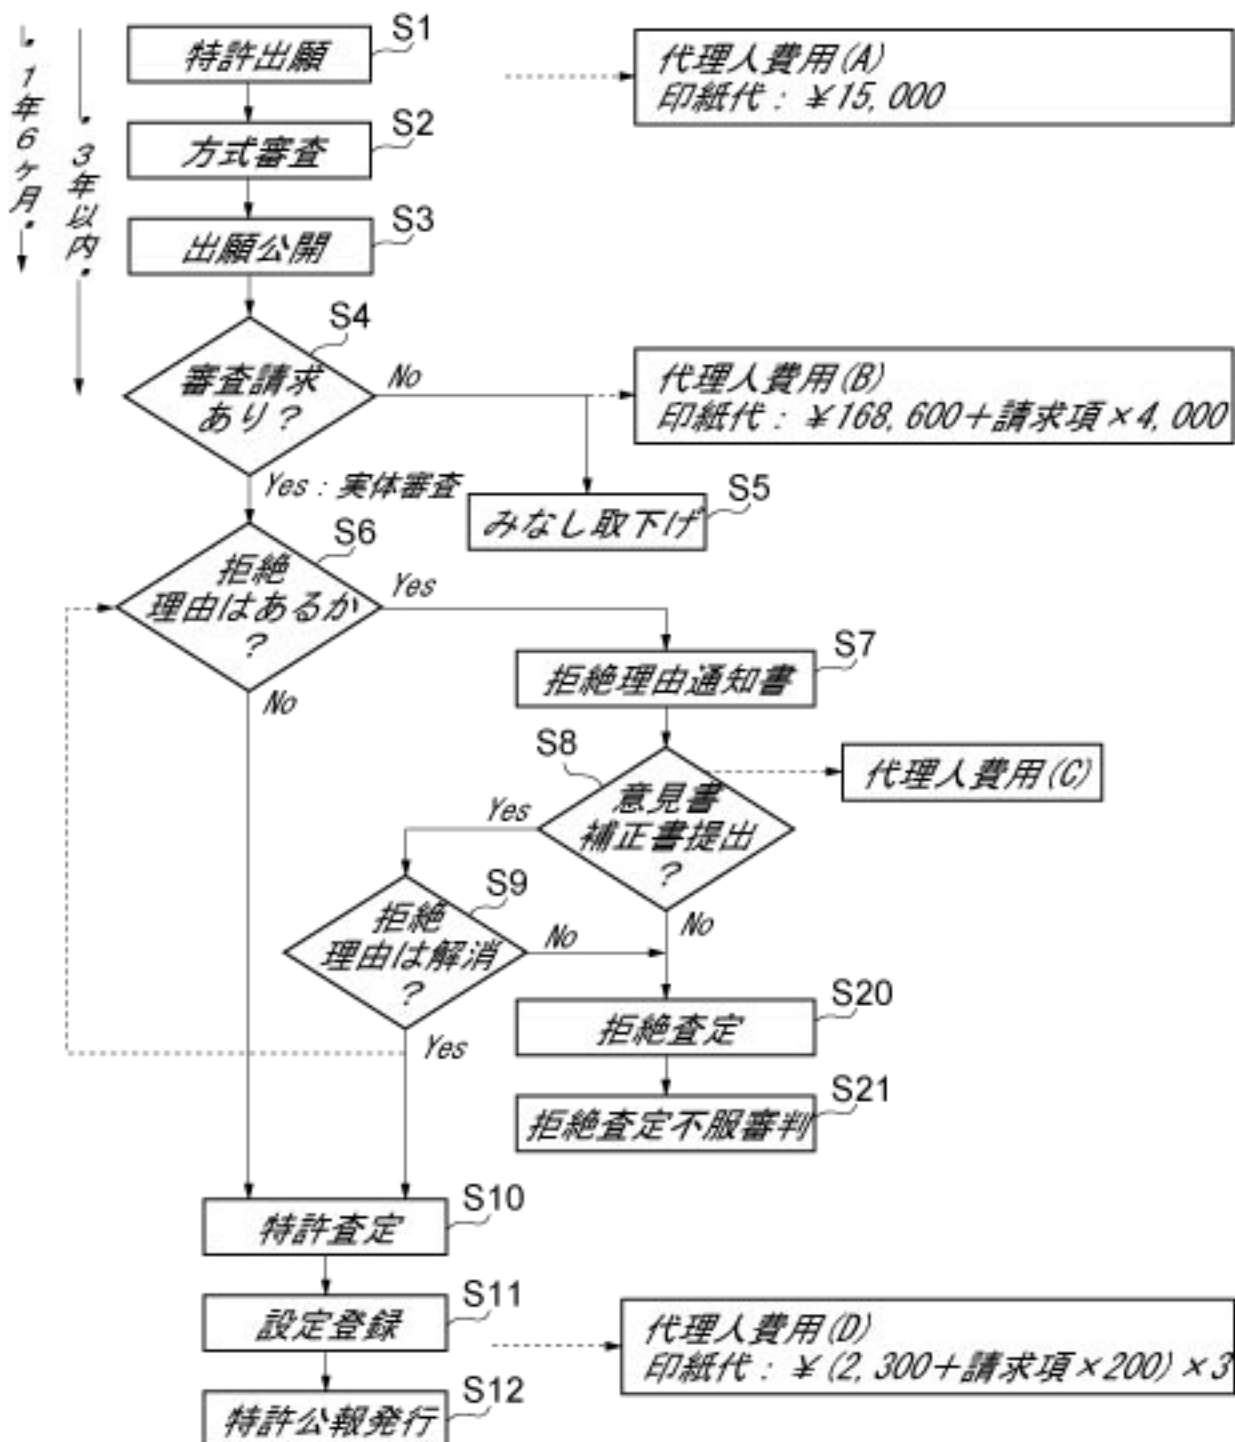 1年6ヶ月
3年以内
S1
特許出願
代理人費用(A)
印紙代：￥15,000
S2
方式審査
S3
出願公開
S4
審査請求
あり？
No
代理人費用(B)
印紙代：￥168,600＋請求項×4,000
Yes：実体審査
S5
みなし取下げ
S6
拒絶
理由はあるか
？
Yes
No
S7
拒絶理由通知書
S8
意見書
補正書提出
？
代理人費用(C)
Yes
No
S9
拒絶
理由は解消
？
No
Yes
S20
拒絶査定
S21
拒絶査定不服審判
S10
特許査定
S11
設定登録
代理人費用(D)
印紙代：￥(2,300＋請求項×200)×3
S12
特許公報発行